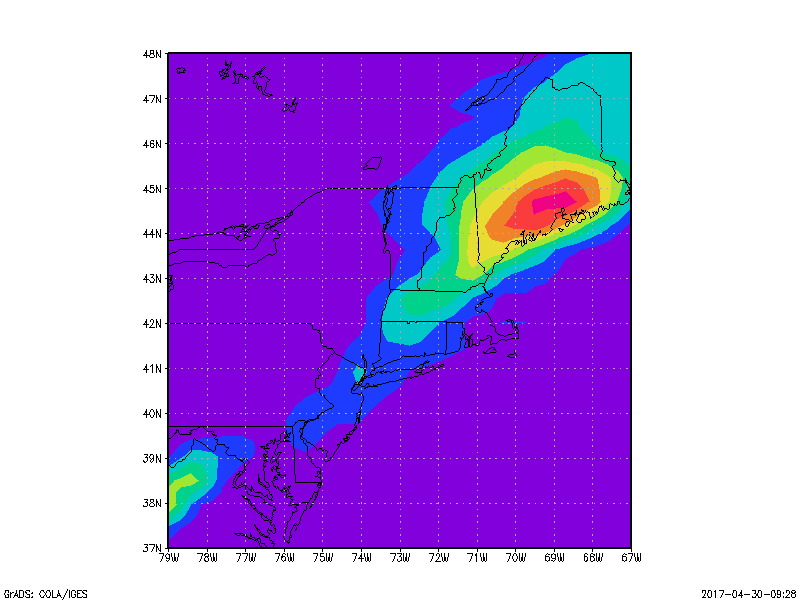 48N
47N
46N
45N
44N
43N
42N
41N
40N
39N
38N
37N
79W 78W 77W 76W 75W 74W 73W 72W 71W 70W 69W 68W 67W
GrADS: COLA/IGES 2017-04-30-09:28